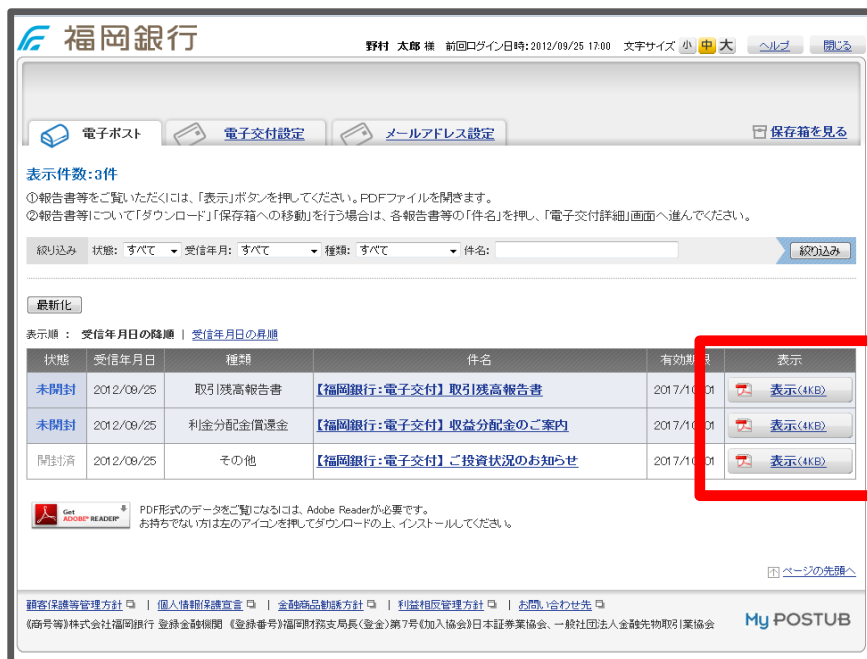 福岡銀行
野村 太郎 様 前回ログイン日時:2012/09/25 17:00 文字サイズ 小 中 大 ヘルプ 閉じる
電子ポスト 電子交付設定 メールアドレス設定 保存箱を見る
表示件数:3件
①報告書等をご覧いただくには、「表示」ボタンを押してください。PDFファイルを開きます。
②報告書等について「ダウンロード」「保存箱への移動」を行う場合は、各報告書等の「件名」を押し、「電子交付詳細」画面へ進んでください。
絞り込み 状態: すべて 受信年月: すべて 種類: すべて 件名: 絞り込み
最新化
表示順 : 受信年月日の降順 | 受信年月日の昇順
状態 受信年月日 種類 件名 有効期限 表示
未開封 2012/09/25 取引残高報告書 【福岡銀行:電子交付】取引残高報告書 2017/10/01 表示(4KB)
未開封 2012/09/25 利金分配金償還金 【福岡銀行:電子交付】収益分配金のご案内 2017/10/01 表示(4KB)
開封済 2012/09/25 その他 【福岡銀行:電子交付】ご投資状況のお知らせ 2017/10/01 表示(4KB)
Get ADOBE® READER® PDF形式のデータをご覧になるには、Adobe Readerが必要です。
お持ちでない方は左のアイコンを押してダウンロードの上、インストールしてください。
ページの先頭へ
顧客保護等管理方針 | 個人情報保護宣言 | 金融商品勧誘方針 | 利益相反管理方針 | お問い合わせ先
《商号等》株式会社福岡銀行 登録金融機関 《登録番号》福岡財務支局長(登金)第7号《加入協会》日本証券業協会、一般社団法人金融先物取引業協会
My POSTUB